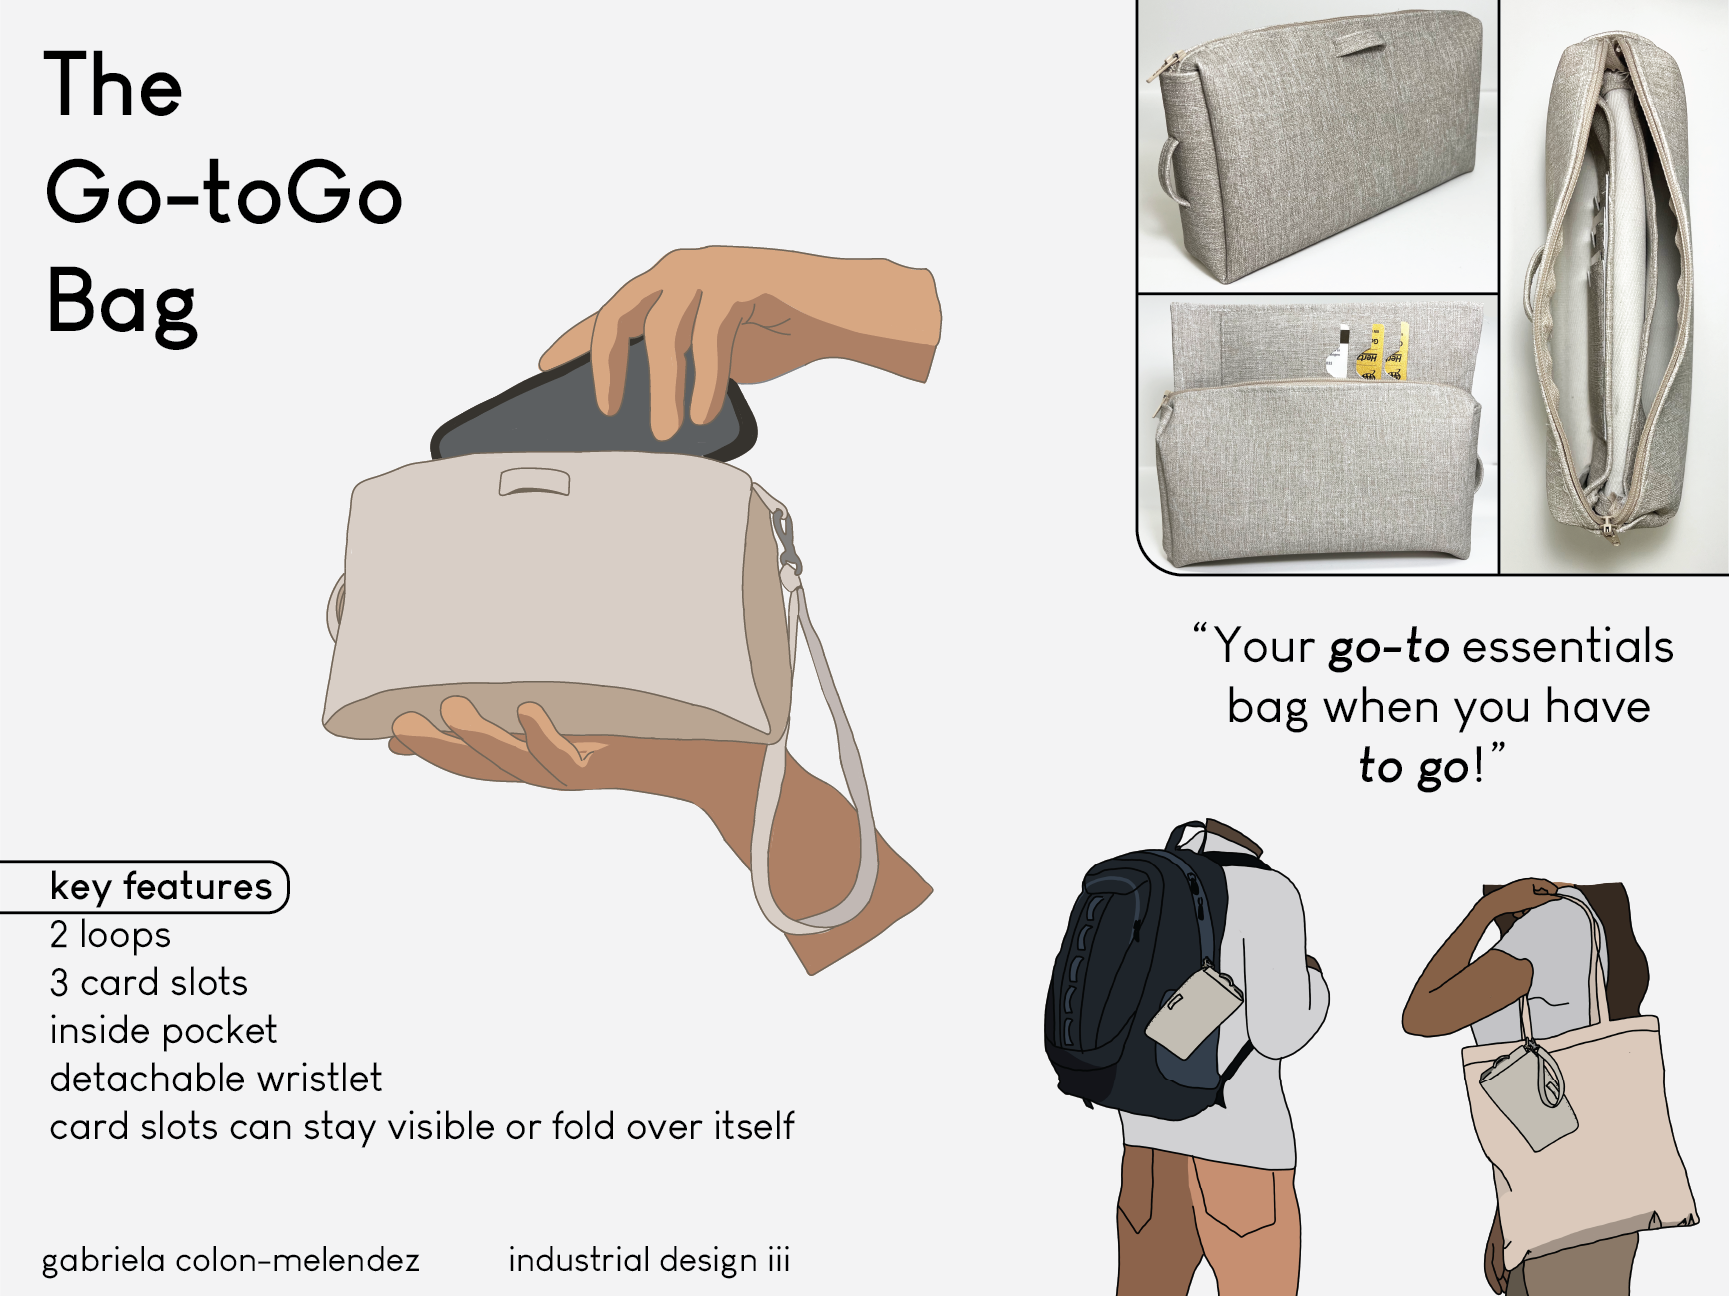 The
Go-toGo
Bag
“Your go-to essentials
bag when you have
to go!”
key features
2 loops
3 card slots
inside pocket
detachable wristlet
card slots can stay visible or fold over itself
gabriela colon-melendez
industrial design iii
Hertz
Hertz